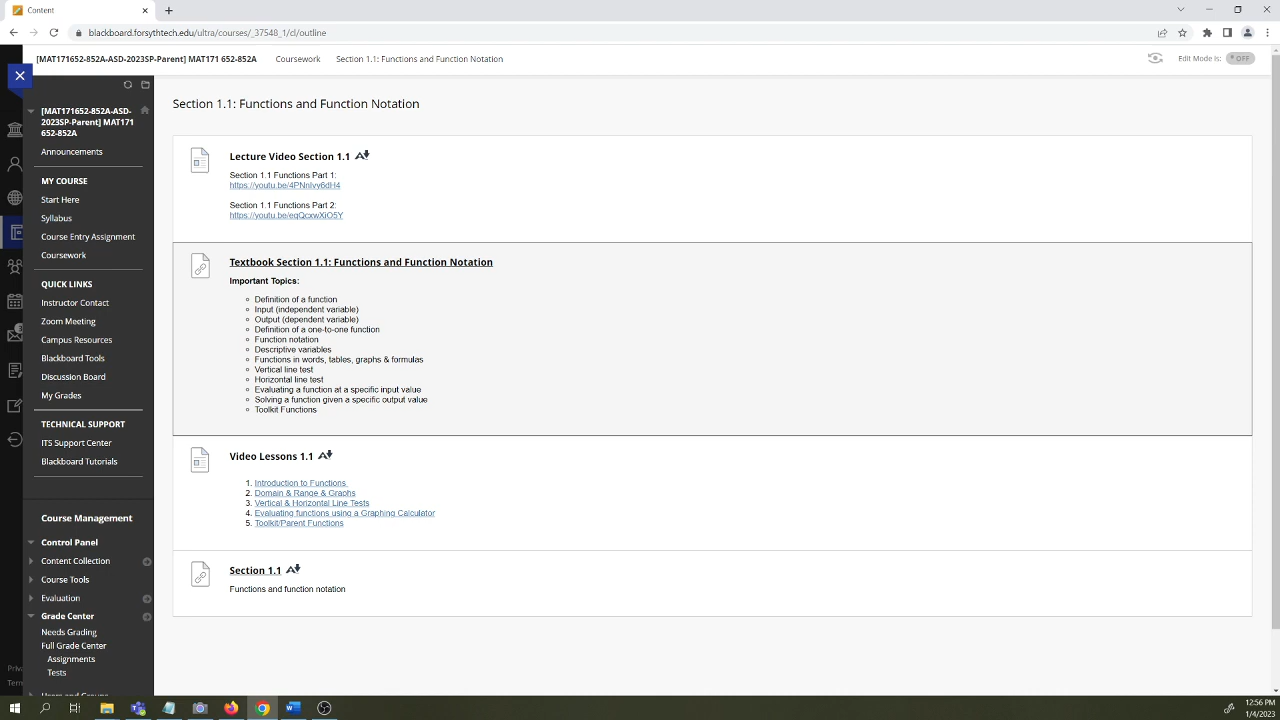 Content
blackboard.forsythtech.edu/ultra/courses/_37548_1/cl/outline
[MAT171652-852A-ASD-2023SP-Parent] MAT171 652-852A
Coursework
Section 1.1: Functions and Function Notation
Edit Mode is:
OFF
[MAT171652-852A-ASD-
2023SP-Parent] MAT171
652-852A
Announcements
MY COURSE
Start Here
Syllabus
Course Entry Assignment
Coursework
QUICK LINKS
Instructor Contact
Zoom Meeting
Campus Resources
Blackboard Tools
Discussion Board
My Grades
TECHNICAL SUPPORT
ITS Support Center
Blackboard Tutorials
Course Management
Control Panel
Content Collection
Course Tools
Evaluation
Grade Center
Needs Grading
Full Grade Center
Assignments
Tests
Users and Groups
Section 1.1: Functions and Function Notation
Lecture Video Section 1.1
Section 1.1 Functions Part 1:
https://youtu.be/4PNnIvy6dH4
Section 1.1 Functions Part 2:
https://youtu.be/eqQcxwXiO5Y
Textbook Section 1.1: Functions and Function Notation
Important Topics:
Definition of a function
Input (independent variable)
Output (dependent variable)
Definition of a one-to-one function
Function notation
Descriptive variables
Functions in words, tables, graphs & formulas
Vertical line test
Horizontal line test
Evaluating a function at a specific input value
Solving a function given a specific output value
Toolkit Functions
Video Lessons 1.1
1. Introduction to Functions
2. Domain & Range & Graphs
3. Vertical & Horizontal Line Tests
4. Evaluating functions using a Graphing Calculator
5. Toolkit/Parent Functions
Section 1.1
Functions and function notation
Priva
Term
12:56 PM
1/4/2023